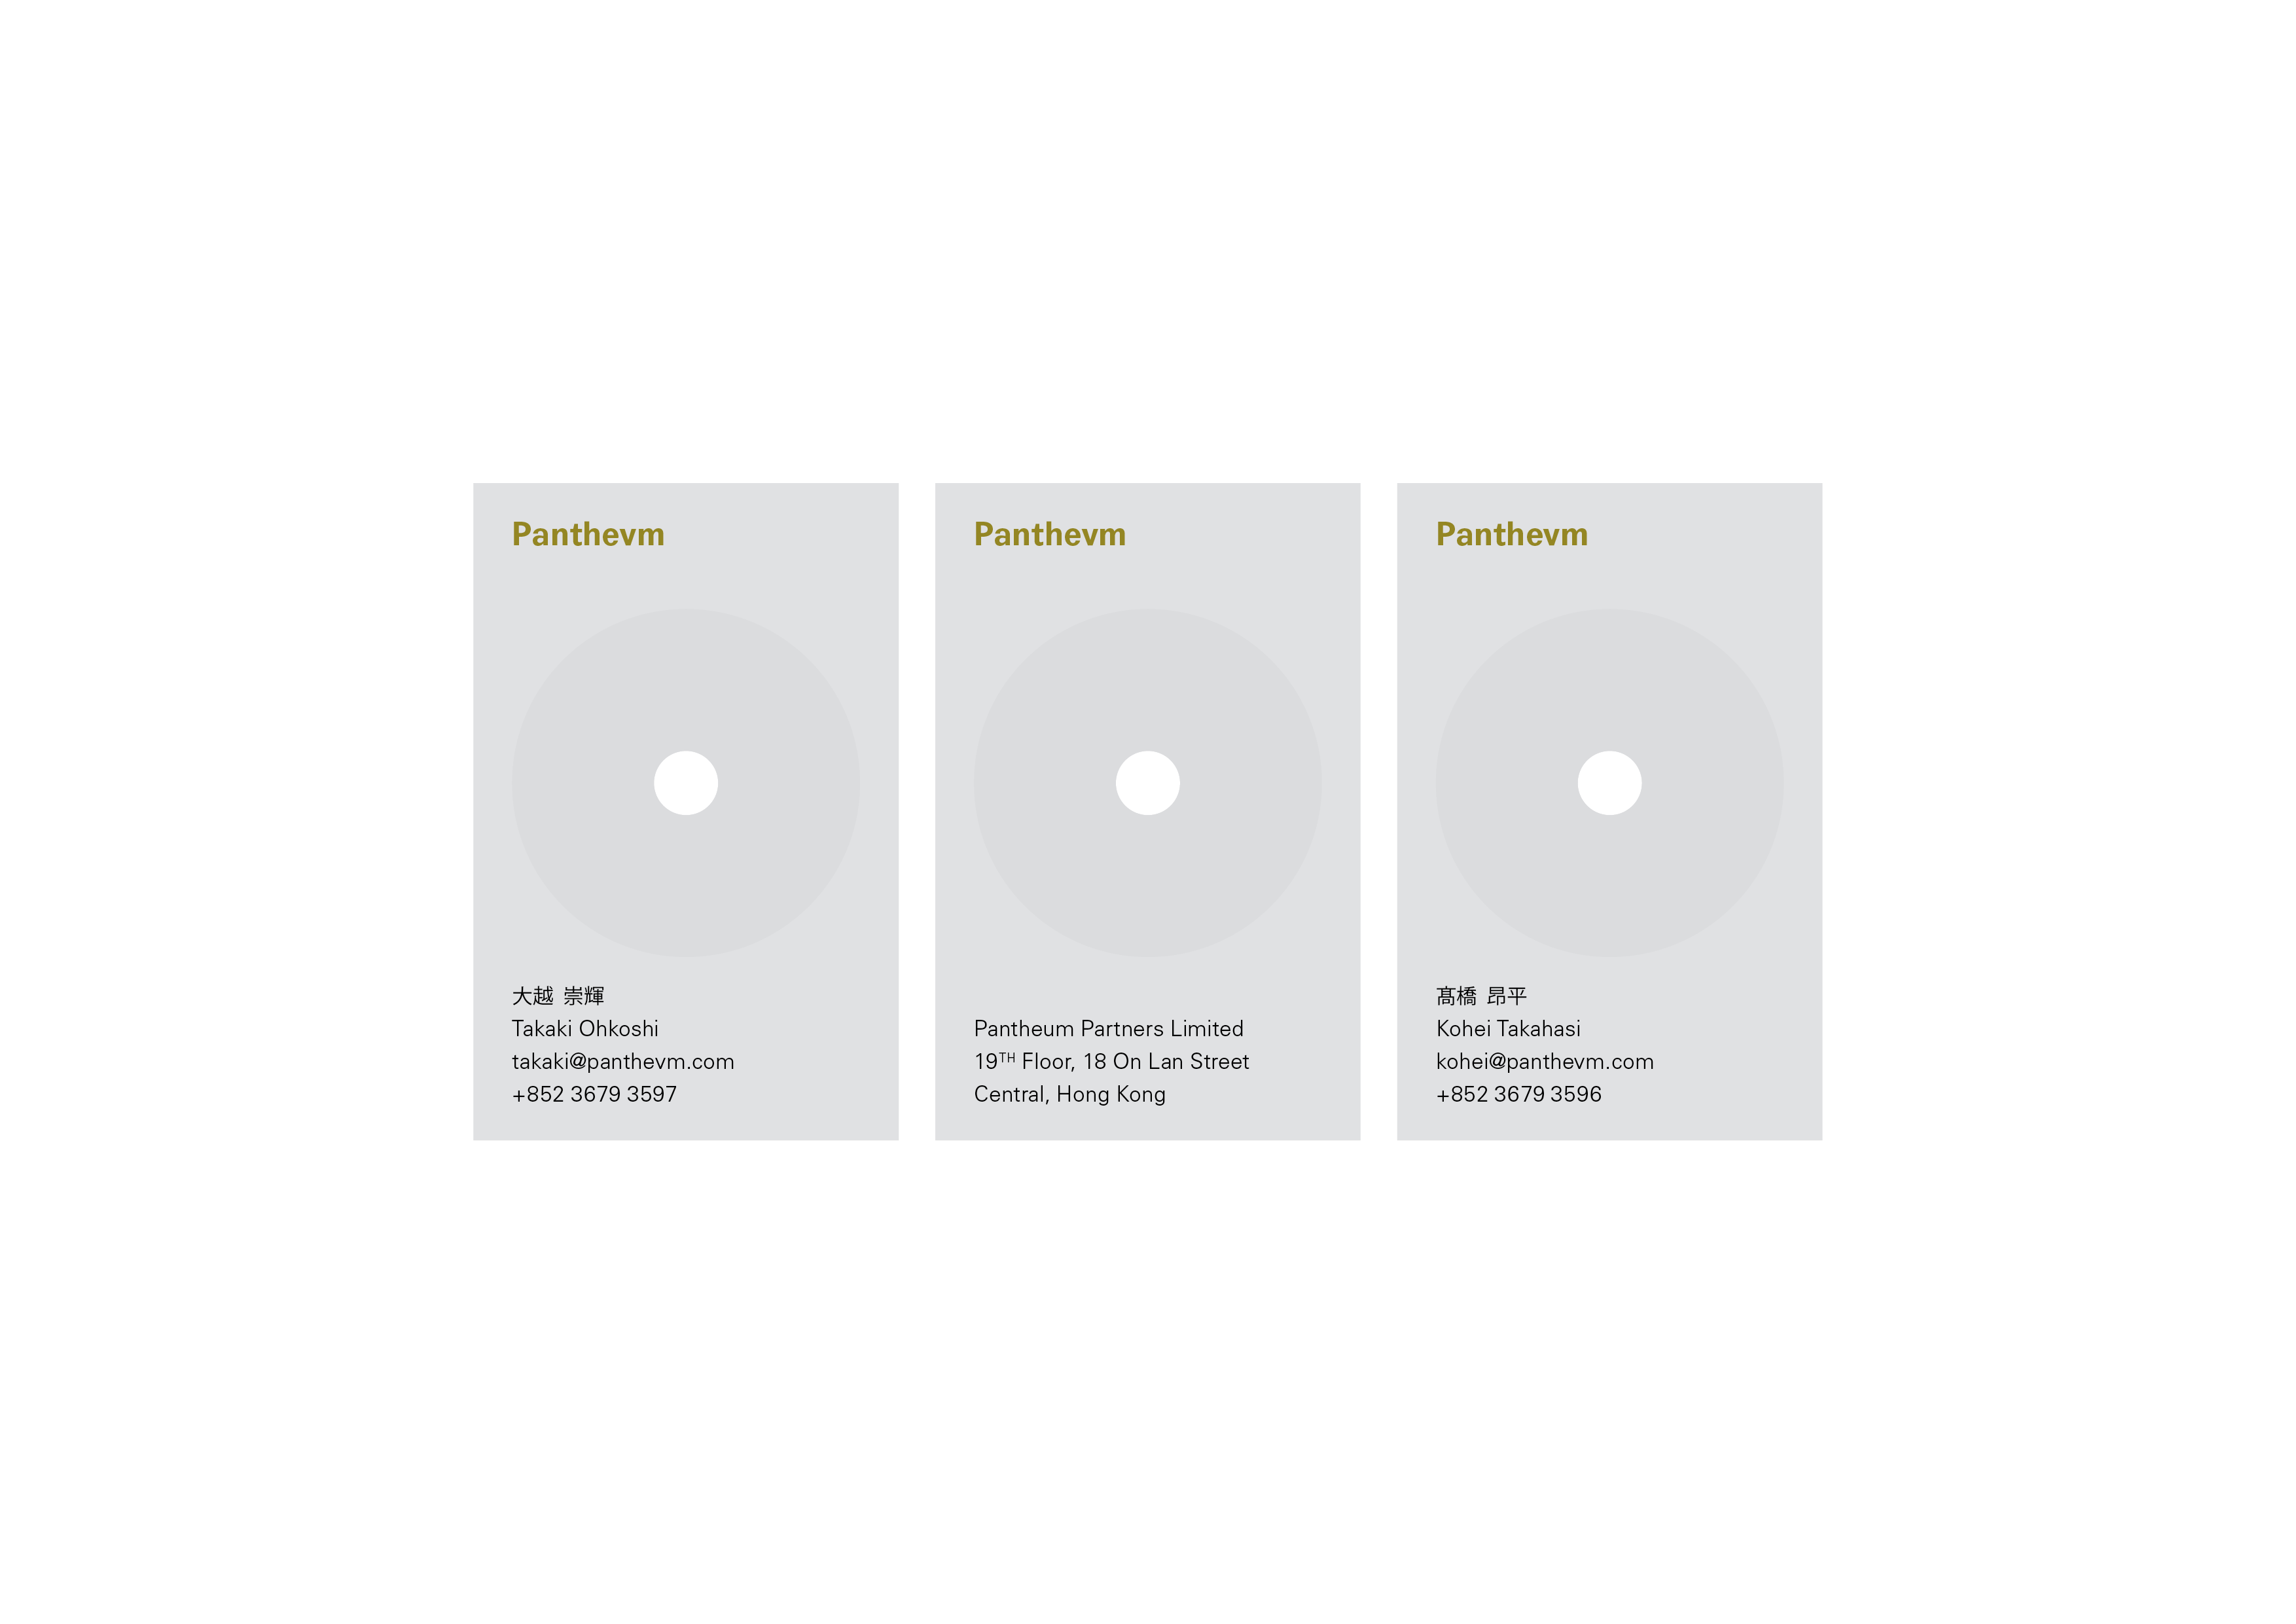 Panthevm
大越 崇輝
Takaki Ohkoshi
takaki@panthevm.com
+852 3679 3597
Panthevm
Pantheum Partners Limited
19TH Floor, 18 On Lan Street
Central, Hong Kong
Panthevm
髙橋 昂平
Kohei Takahasi
kohei@panthevm.com
+852 3679 3596